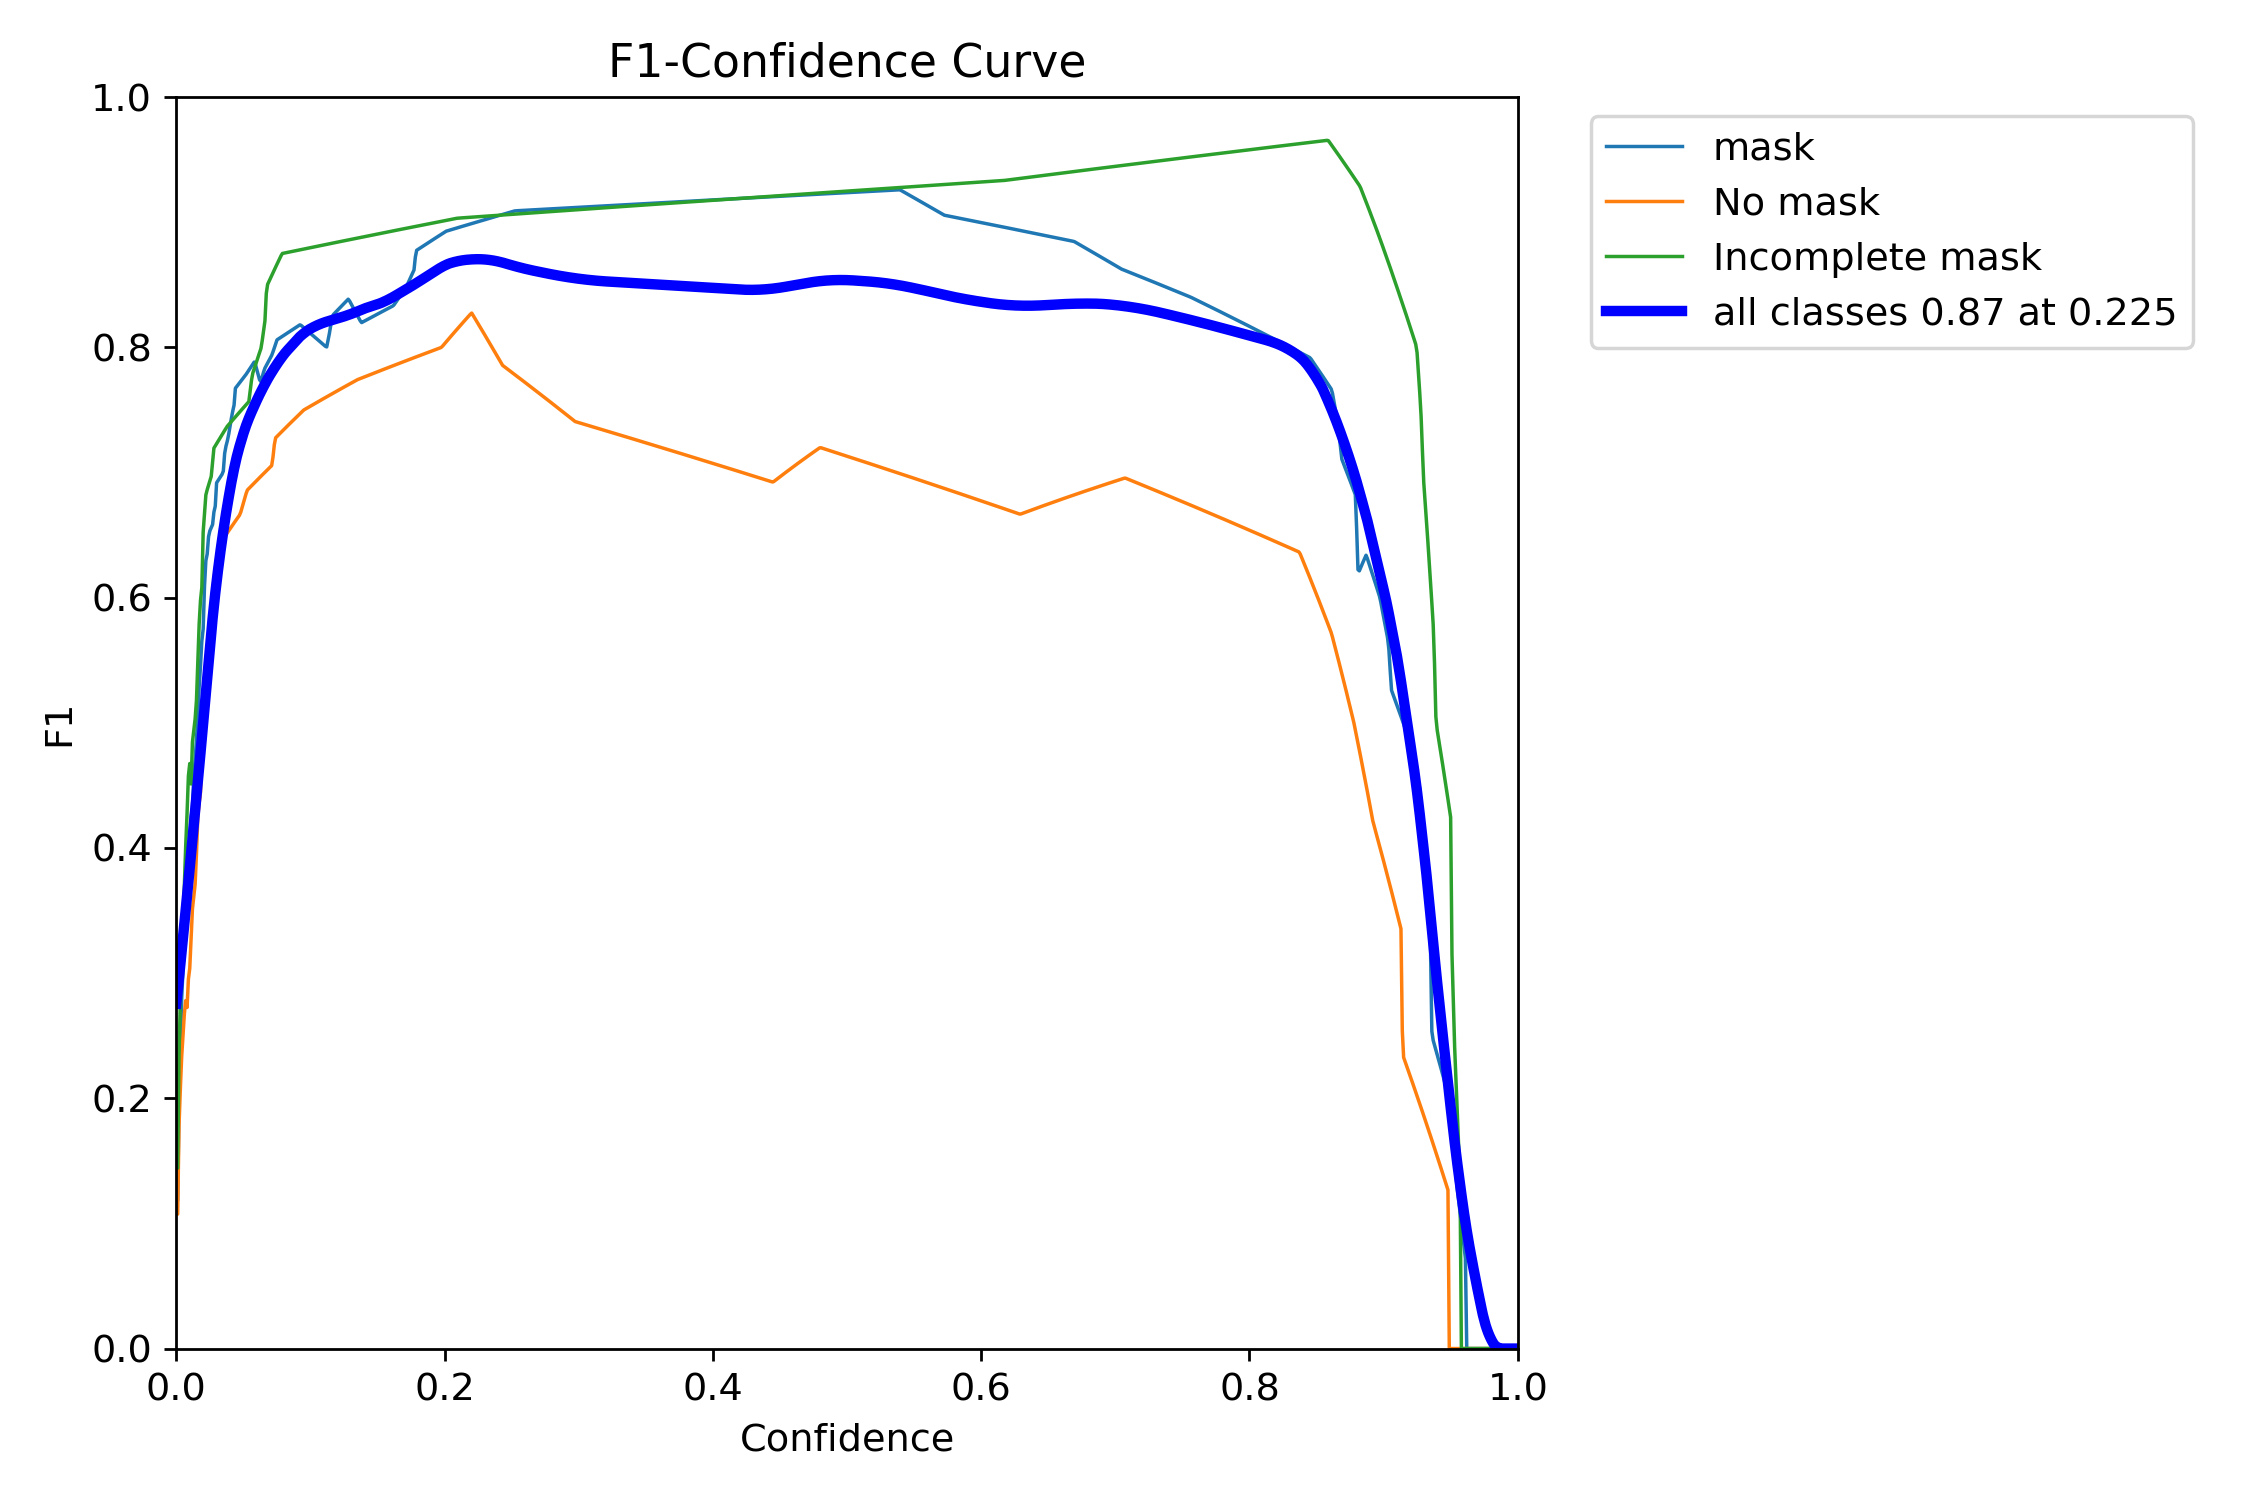 F1-Confidence Curve
1.0
0.8
0.6
0.4
0.2
0.0
F1
0.0 0.2 0.4 0.6 0.8 1.0
Confidence
mask
No mask
Incomplete mask
all classes 0.87 at 0.225